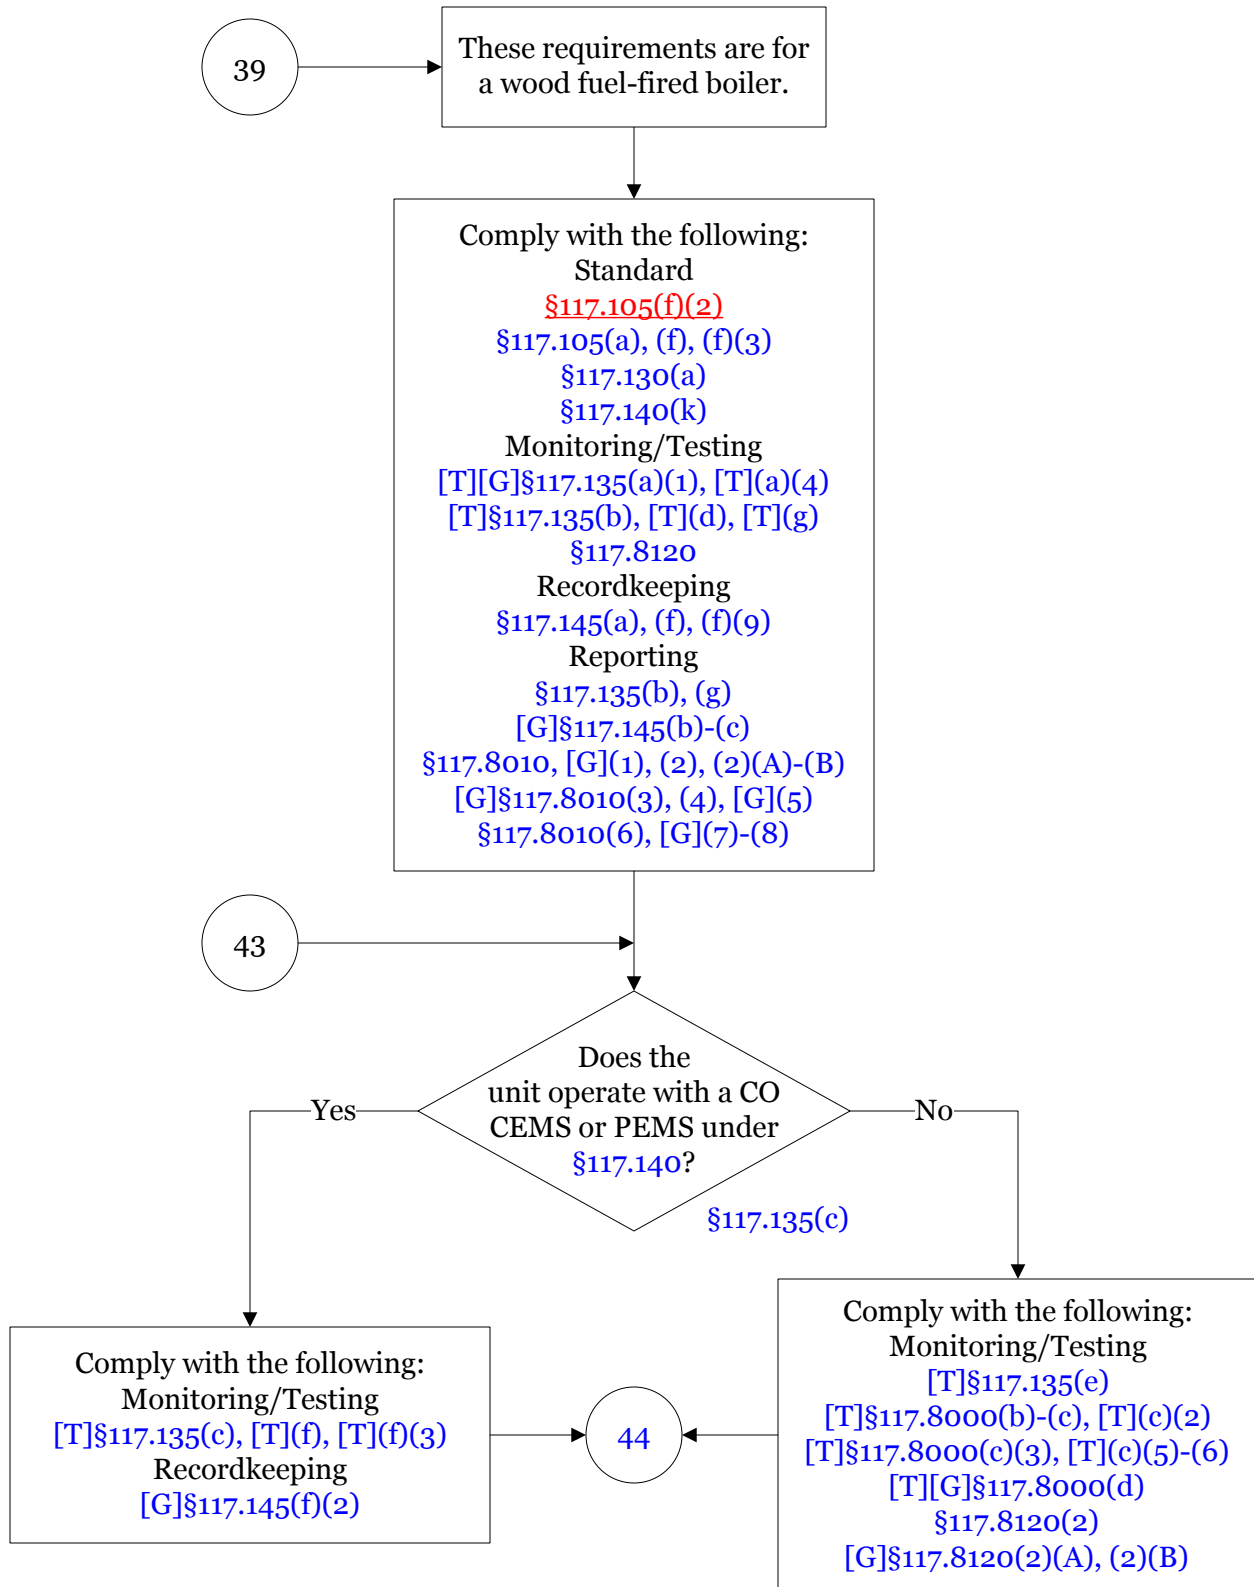 39
These requirements are for
a wood fuel-fired boiler.
Comply with the following:
Standard
§117.105(f)(2)
§117.105(a), (f), (f)(3)
§117.130(a)
§117.140(k)
Monitoring/Testing
[T][G]§117.135(a)(1), [T](a)(4)
[T]§117.135(b), [T](d), [T](g)
§117.8120
Recordkeeping
§117.145(a), (f), (f)(9)
Reporting
§117.135(b), (g)
[G]§117.145(b)-(c)
§117.8010, [G](1), (2), (2)(A)-(B)
[G]§117.8010(3), (4), [G](5)
§117.8010(6), [G](7)-(8)
43
Does the
unit operate with a CO
CEMS or PEMS under
§117.140?
Yes
No
§117.135(c)
Comply with the following:
Monitoring/Testing
[T]§117.135(c), [T](f), [T](f)(3)
Recordkeeping
[G]§117.145(f)(2)
44
Comply with the following:
Monitoring/Testing
[T]§117.135(e)
[T]§117.8000(b)-(c), [T](c)(2)
[T]§117.8000(c)(3), [T](c)(5)-(6)
[T][G]§117.8000(d)
§117.8120(2)
[G]§117.8120(2)(A), (2)(B)